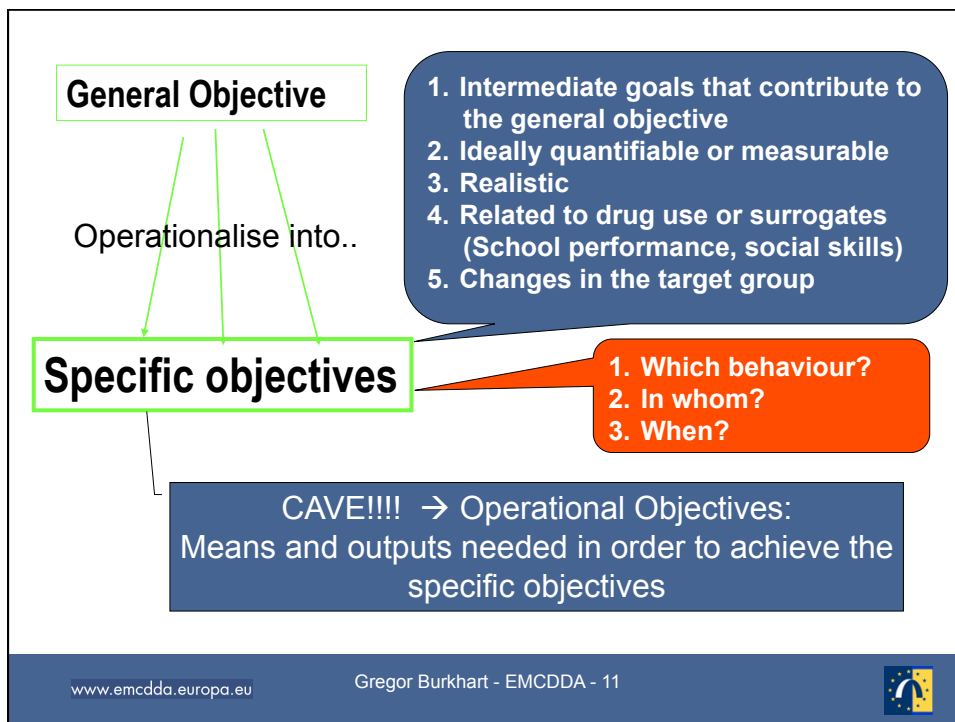 General Objective
1. Intermediate goals that contribute to
the general objective
2. Ideally quantifiable or measurable
3. Realistic
4. Related to drug use or surrogates
(School performance, social skills)
5. Changes in the target group
Operationalise into..
Specific objectives
1. Which behaviour?
2. In whom?
3. When?
CAVE!!!! → Operational Objectives:
Means and outputs needed in order to achieve the
specific objectives
www.emcdda.europa.eu
Gregor Burkhart - EMCDDA - 11